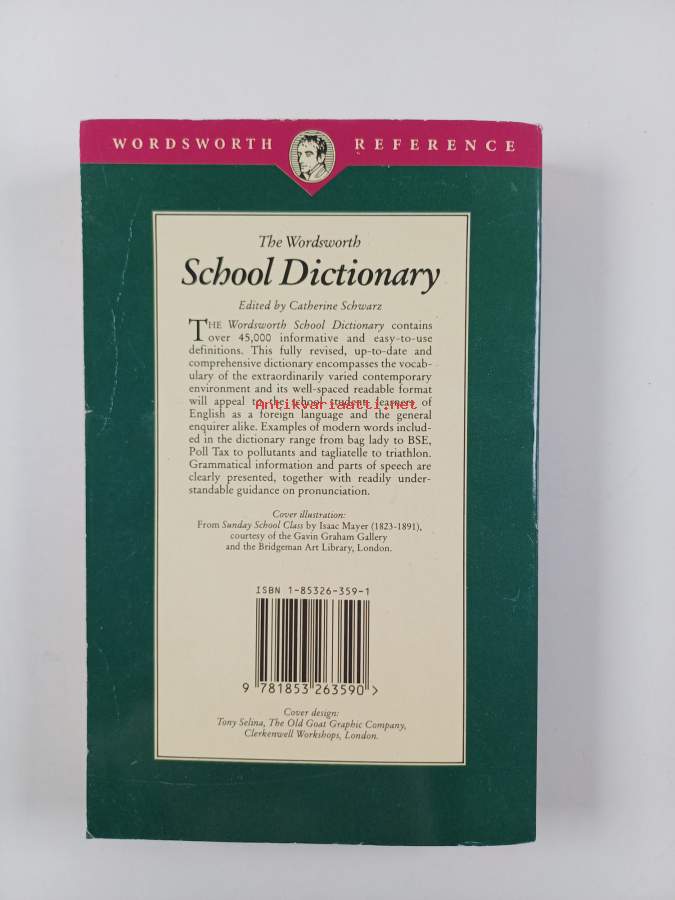 WORDSWORTH REFERENCE
The Wordsworth
School Dictionary
Edited by Catherine Schwarz
THE Wordsworth School Dictionary contains
over 45,000 informative and easy-to-use
definitions. This fully revised, up-to-date and
comprehensive dictionary encompasses the vocab-
ulary of the extraordinarily varied contemporary
environment and its well-spaced readable format
will appeal to the school student learners of
Antikvariaatti.net
English as a foreign language and the general
enquirer alike. Examples of modern words includ-
ed in the dictionary range from bag lady to BSE,
Poll Tax to pollutants and tagliatelle to triathlon.
Grammatical information and parts of speech are
clearly presented, together with readily under-
standable guidance on pronunciation.
Cover illustration:
From Sunday School Class by Isaac Mayer (1823-1891),
courtesy of the Gavin Graham Gallery
and the Bridgeman Art Library, London.
ISBN 1-85326-359-1
9 781853 263590 >
Cover design:
Tony Selina, The Old Goat Graphic Company,
Clerkenwell Workshops, London.